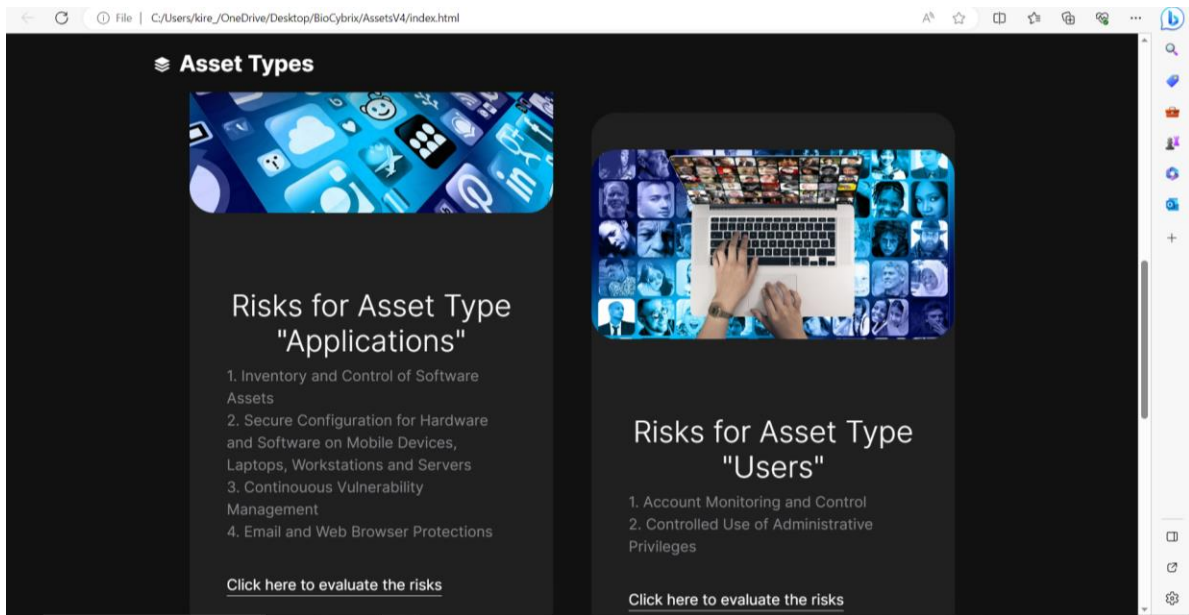 File | C:/Users/kire_/OneDrive/Desktop/BioCybrix/AssetsV4/index.html
Asset Types
Risks for Asset Type
"Applications"
1. Inventory and Control of Software
Assets
2. Secure Configuration for Hardware
and Software on Mobile Devices,
Laptops, Workstations and Servers
3. Continouous Vulnerability
Management
4. Email and Web Browser Protections
Click here to evaluate the risks
Risks for Asset Type
"Users"
1. Account Monitoring and Control
2. Controlled Use of Administrative
Privileges
Click here to evaluate the risks